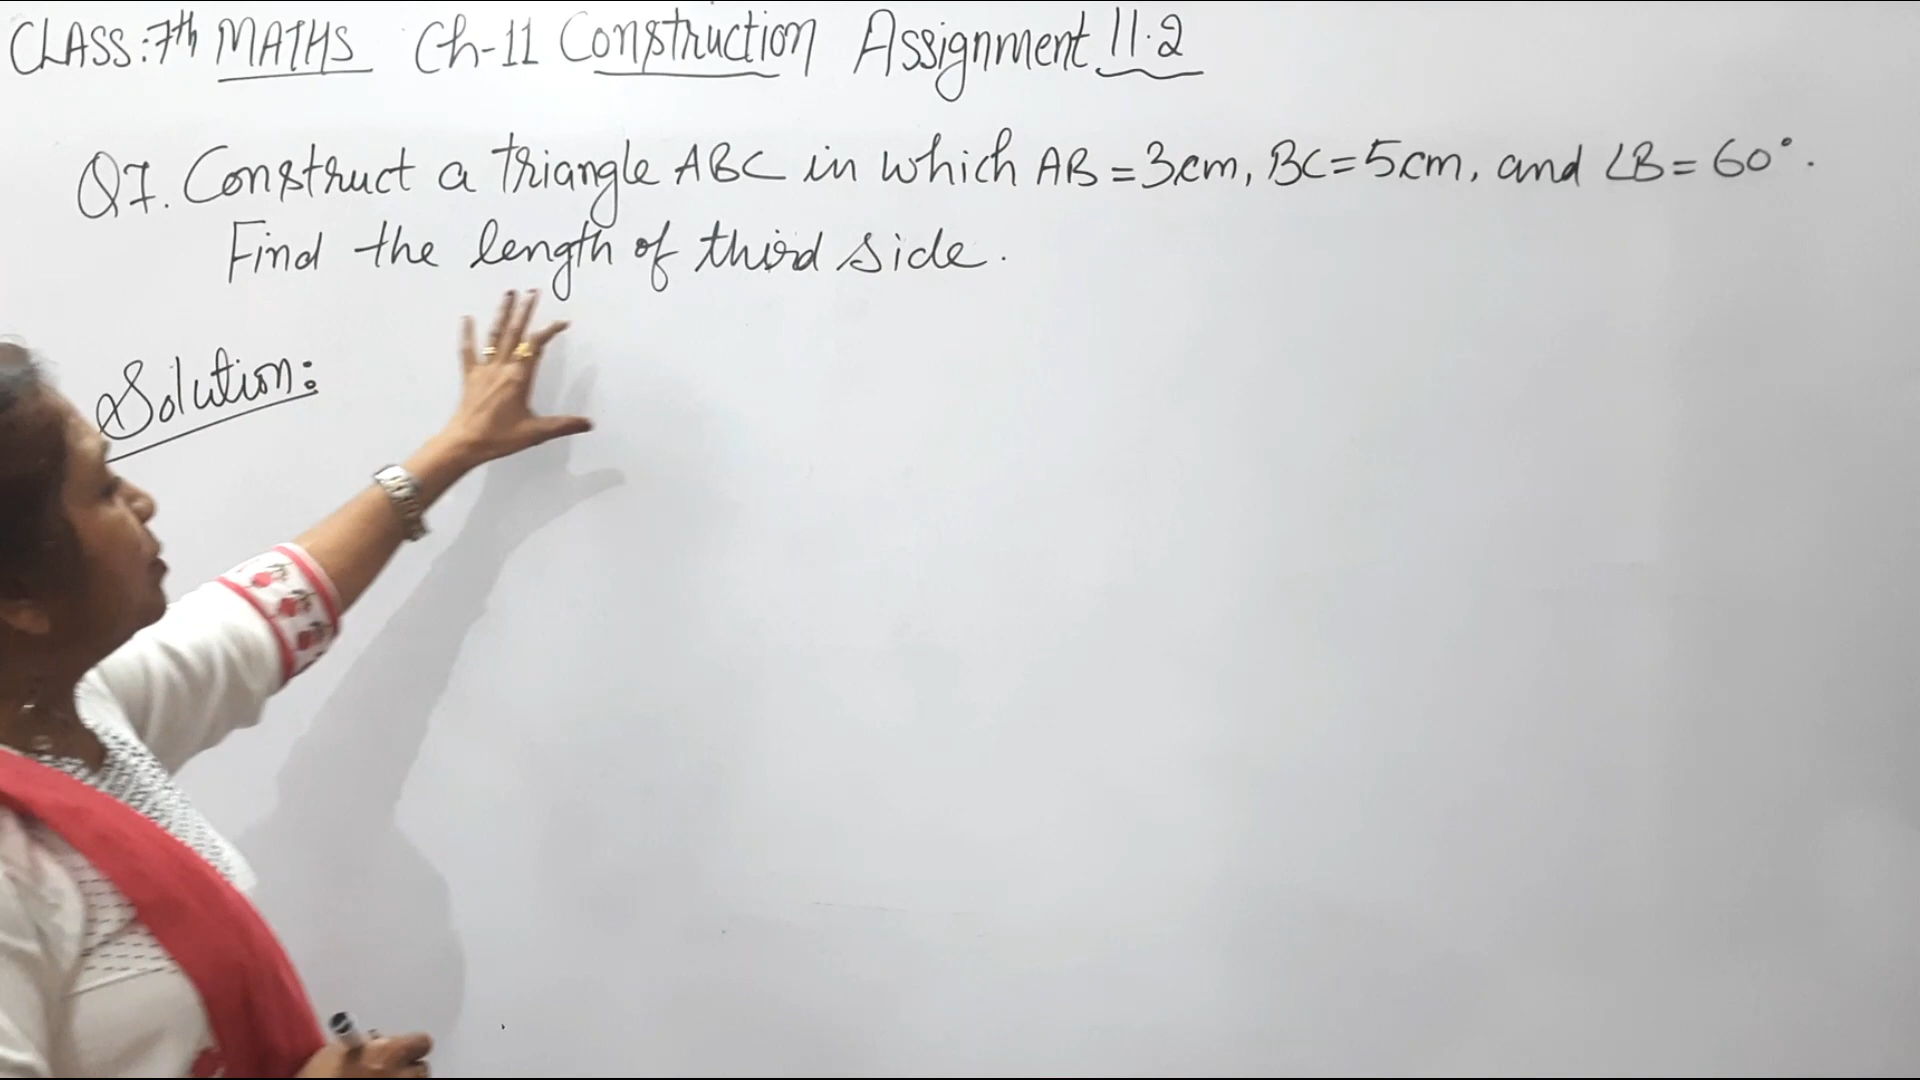 CLASS:7th MATHS Ch-11 Construction Assignment 11.2
Q7. Construct a triangle ABC in which AB=3cm, BC=5cm, and ∠B=60°.
Find the length of third side.
Solution: